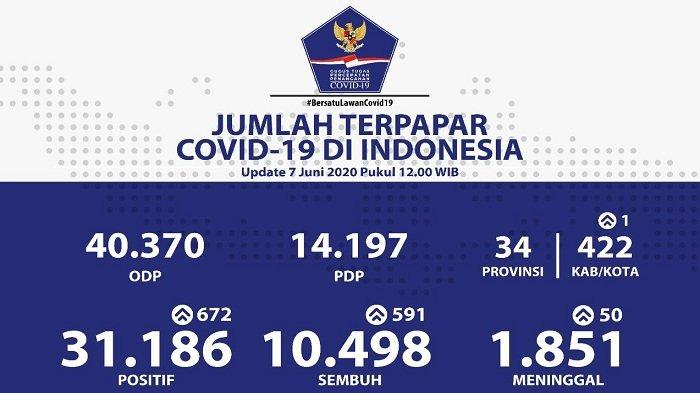 GUGUS TUGAS
PERCEPATAN
PENANGANAN
COVID-19
#BersatuLawanCovid19
JUMLAH TERPAPAR
COVID-19 DI INDONESIA
Update 7 Juni 2020 Pukul 12.00 WIB
40.370
ODP
14.197
PDP
34
PROVINSI
1
422
KAB/KOTA
672
31.186
POSITIF
591
10.498
SEMBUH
50
1.851
MENINGGAL